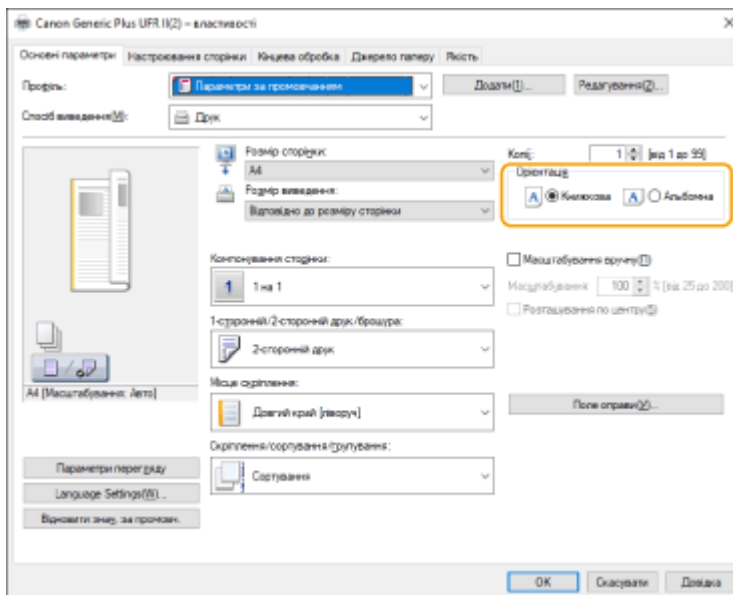 Canon Generic Plus UFR II(2) – властивості
Основні параметри Настроювання сторінки Кінцева обробка Джерело паперу Якість
Профіль: Параметри за промовчанням Додати(1)... Редагування(2)...
Спосіб виведення(M): Друк
Розмір сторінки:
A4
Розмір виведення:
Відповідно до розміру сторінки
Копії: 1 [від 1 до 99]
Орієнтація
A Книжкова A Альбомна
Компонування сторінки:
1 1 на 1
Масштабування вручну(П)
Масштабування: 100 % [від 25 до 200]
Розташування по центру(S)
1-сторонній/2-сторонній друк/брошура:
2-сторонній друк
A4 [Масштабування: Авто]
Місце скріплення:
Довгий край [ліворуч]
Поле оправи(V)...
Скріплення/сортування/групування:
Сортування
Параметри перегляду
Language Settings(W)...
Відновити знач. за промовч.
OK Скасувати Довідка